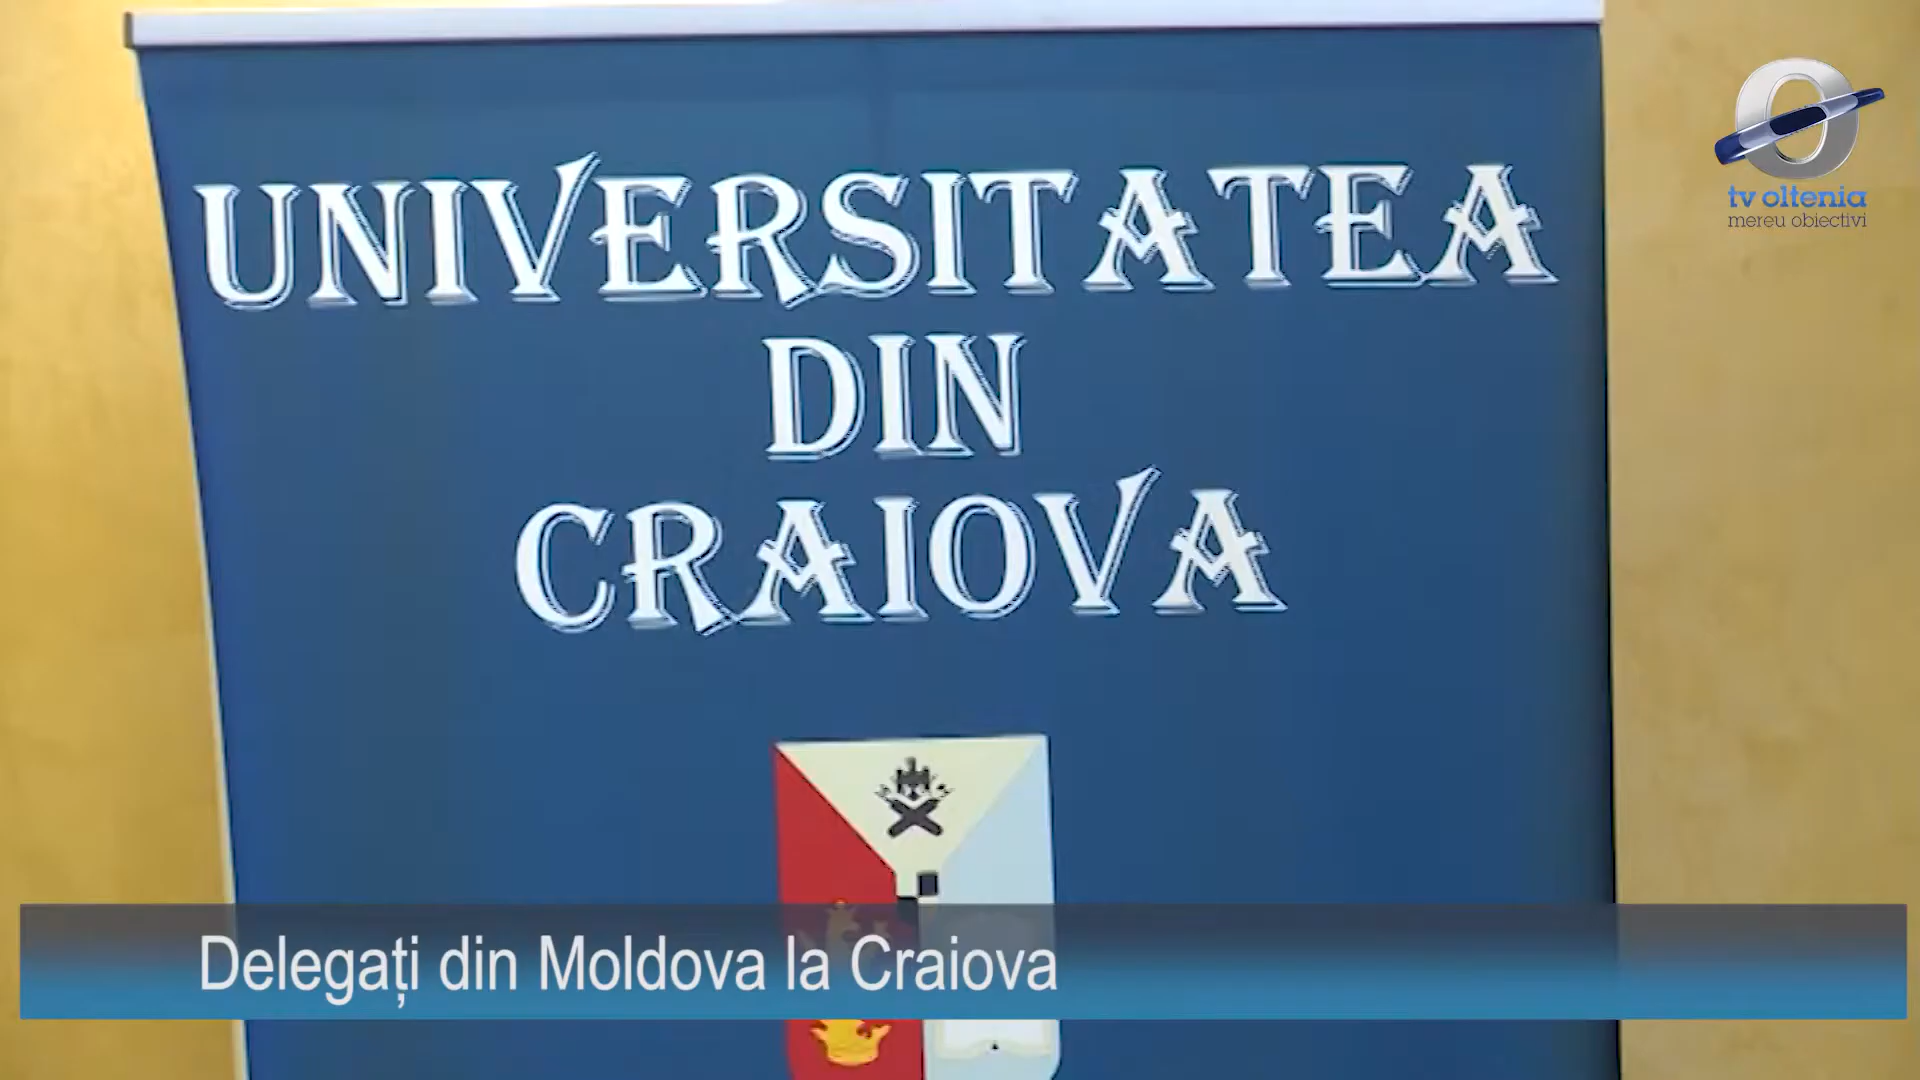 UNIVERSITATEA
DIN
CRAIOVA
tv oltenia
mereu obiectivi
Delegați din Moldova la Craiova